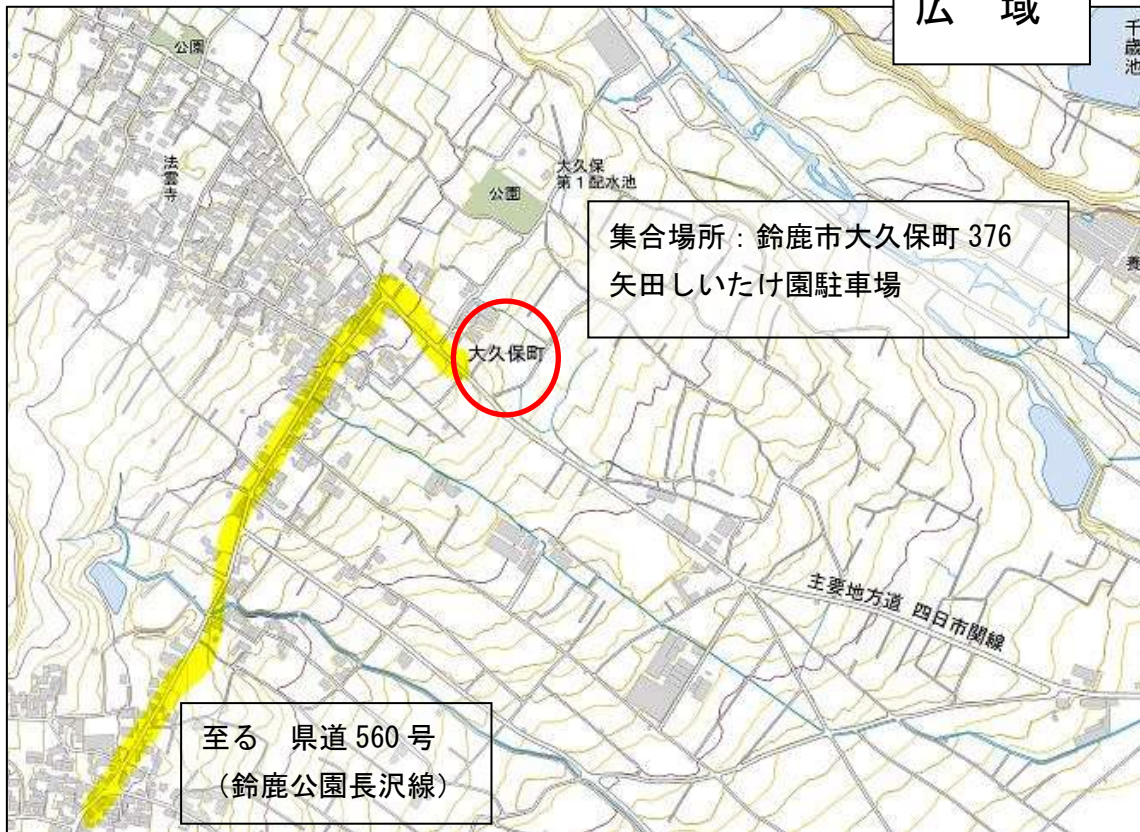 広 域
千歳池
公園
法雲寺
大久保
第1配水池
公園
集合場所：鈴鹿市大久保町 376
矢田しいたけ園駐車場
大久保町
主要地方道 四日市関線
至る 県道 560 号
（鈴鹿公園長沢線）